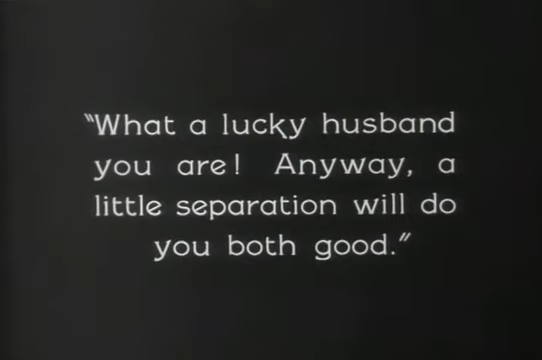 "What a lucky husband
you are! Anyway, a
little separation will do
you both good."